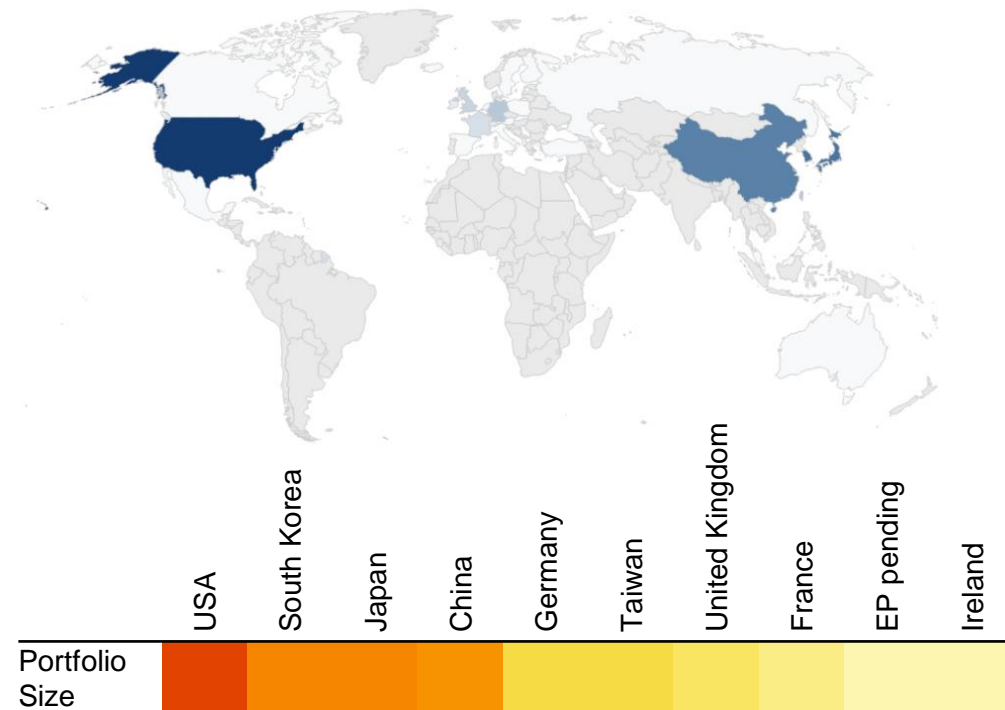 USA
South Korea
Japan
China
Germany
Taiwan
United Kingdom
France
EP pending
Ireland
Portfolio
Size